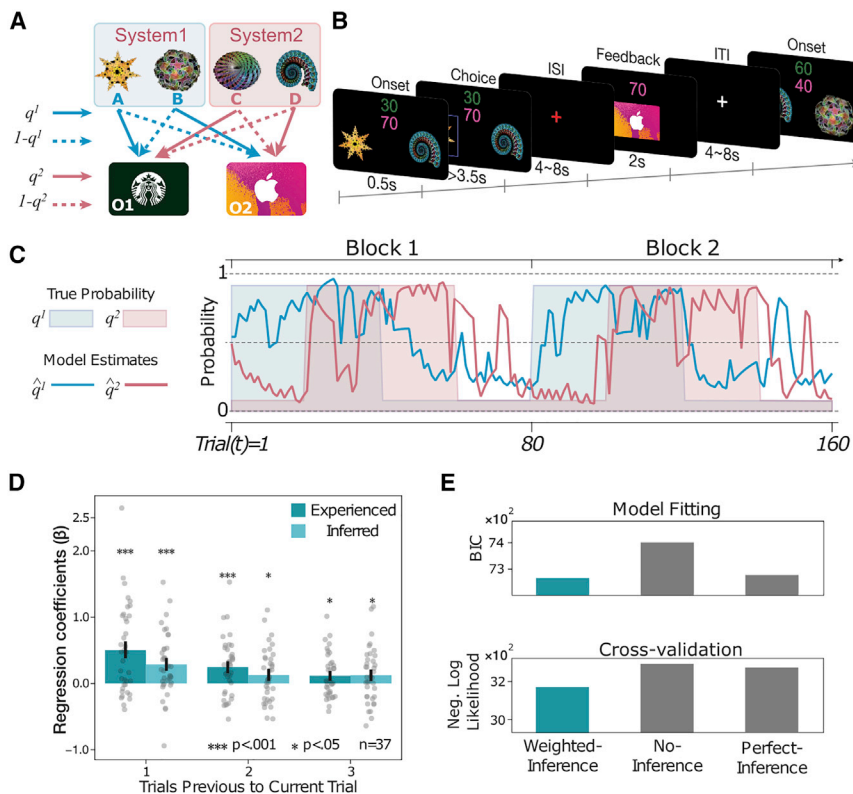 A
System1
System2
A
B
C
D
q¹
1-q¹
q²
1-q²
O1
O2
B
Onset
30
70
0.5s
Choice
30
70
>3.5s
ISI
+
4~8s
Feedback
70
2s
ITI
+
4~8s
Onset
60
40
C
Block 1
Block 2
True Probability
q¹
q²
Model Estimates
q̂¹
q̂²
Probability
1
0
Trial(t)=1
80
160
D
Regression coefficients (β)
2.5
2.0
1.0
0.0
−1.0
Experienced
Inferred
***
***
***
*
*
*
*** p<.001
* p<.05
n=37
1
2
3
Trials Previous to Current Trial
E
Model Fitting
×10²
BIC
74
73
Cross-validation
×10²
Neg. Log
Likelihood
32
30
Weighted-
Inference
No-
Inference
Perfect-
Inference